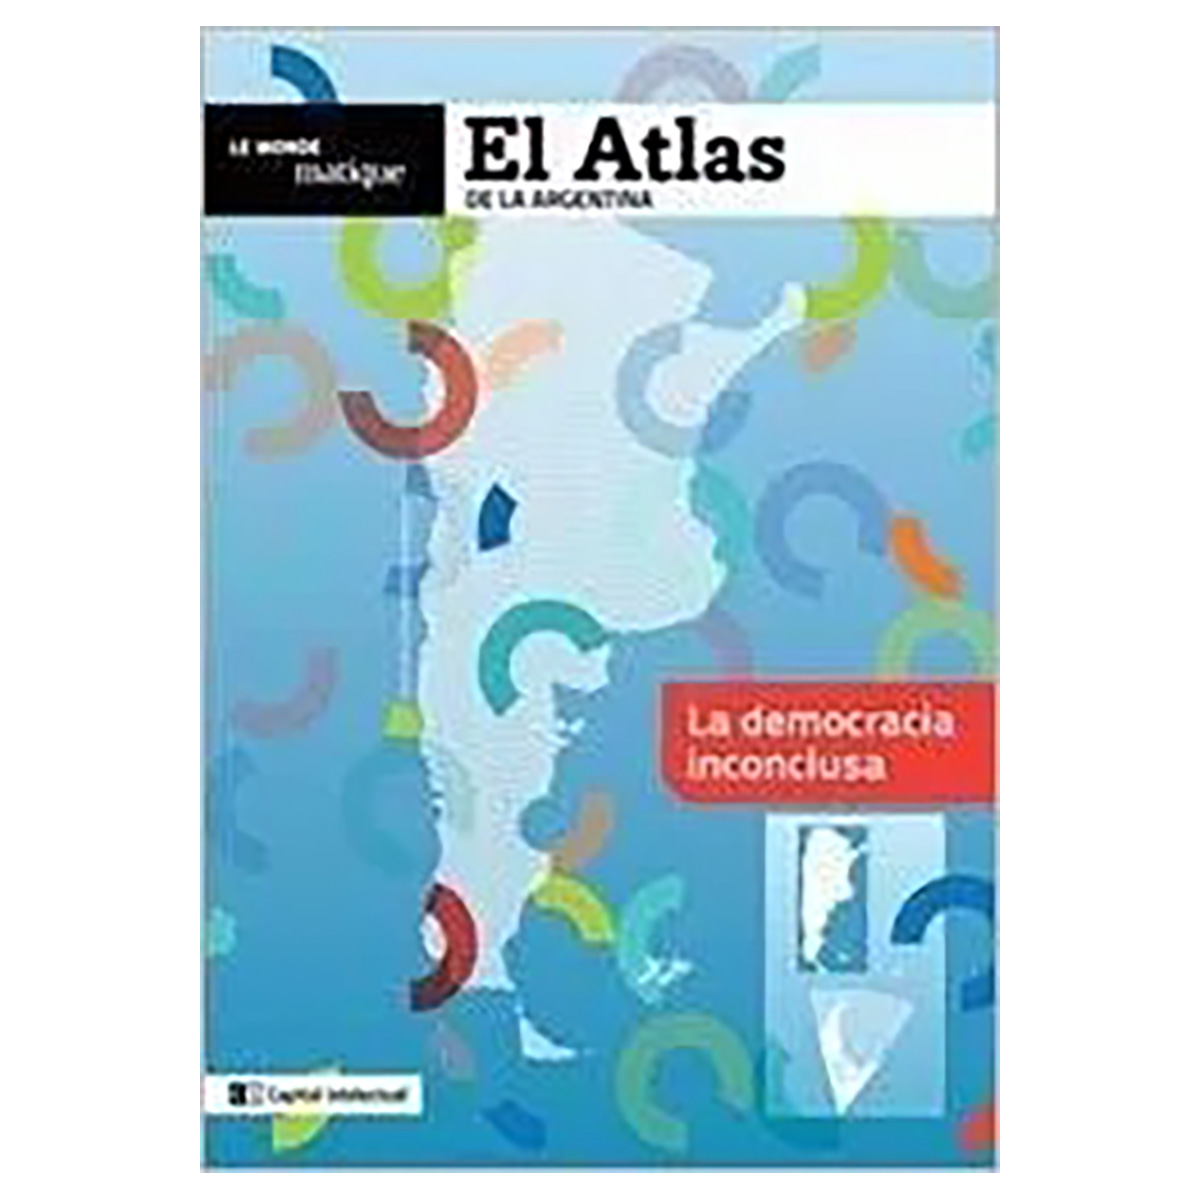 LE MONDE
matique
El Atlas
DE LA ARGENTINA
La democracia
inconclusa
Capital Intelectual